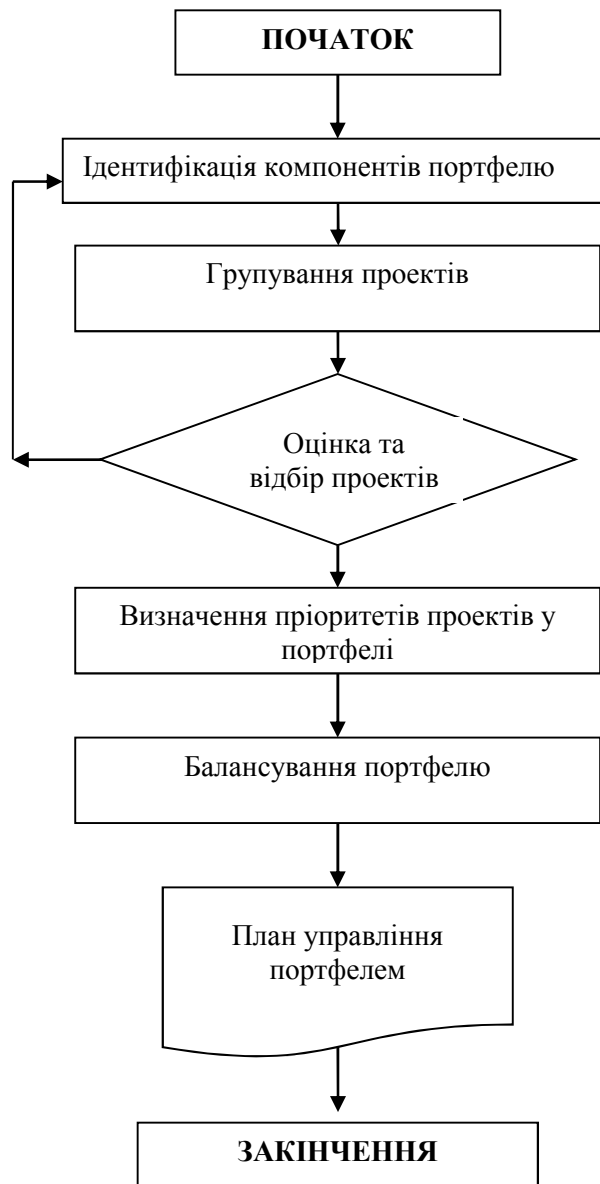 ПОЧАТОК
Ідентифікація компонентів портфелю
Групування проектів
Оцінка та
відбір проектів
Визначення пріоритетів проектів у
портфелі
Балансування портфелю
План управління
портфелем
ЗАКІНЧЕННЯ